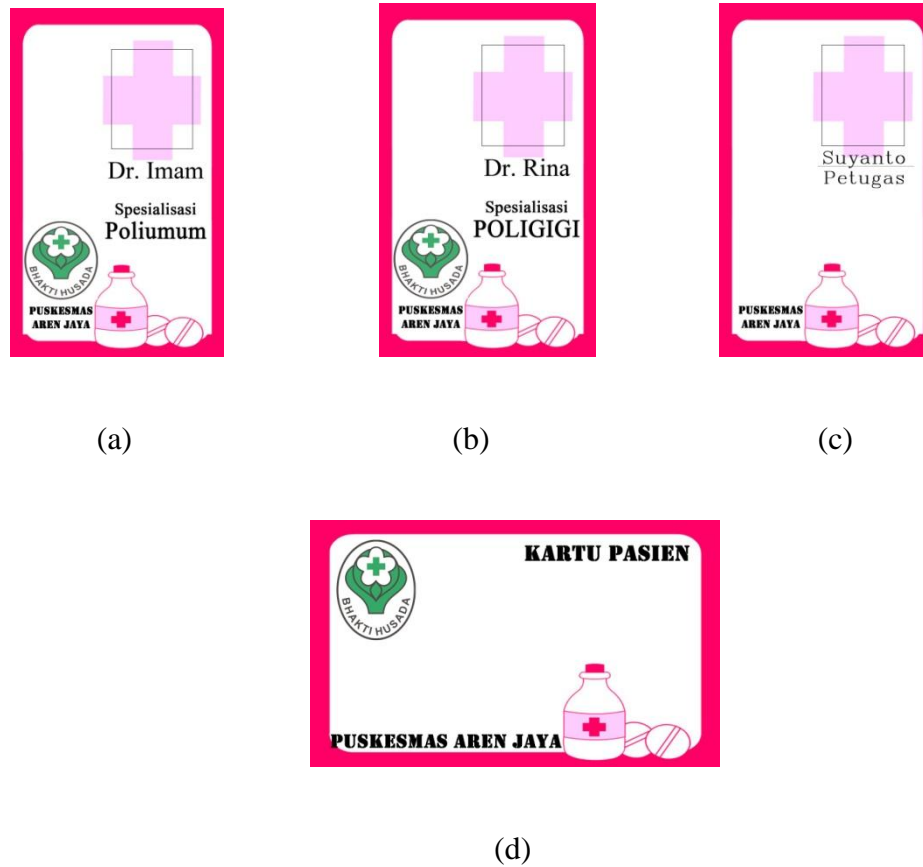 Dr. Imam
Spesialisasi
Poliumum
BHAKTI HUSADA
PUSKESMAS
AREN JAYA
(a)
Dr. Rina
Spesialisasi
POLIGIGI
BHAKTI HUSADA
PUSKESMAS
AREN JAYA
(b)
Suyanto
Petugas
PUSKESMAS
AREN JAYA
(c)
KARTU PASIEN
BHAKTI HUSADA
PUSKESMAS AREN JAYA
(d)